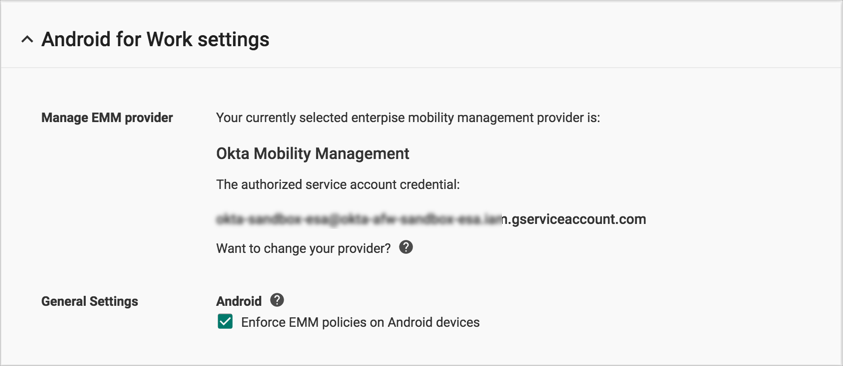 Android for Work settings
Manage EMM provider
Your currently selected enterpise mobility management provider is:
Okta Mobility Management
The authorized service account credential:
.gserviceaccount.com
Want to change your provider?
General Settings
Android
Enforce EMM policies on Android devices